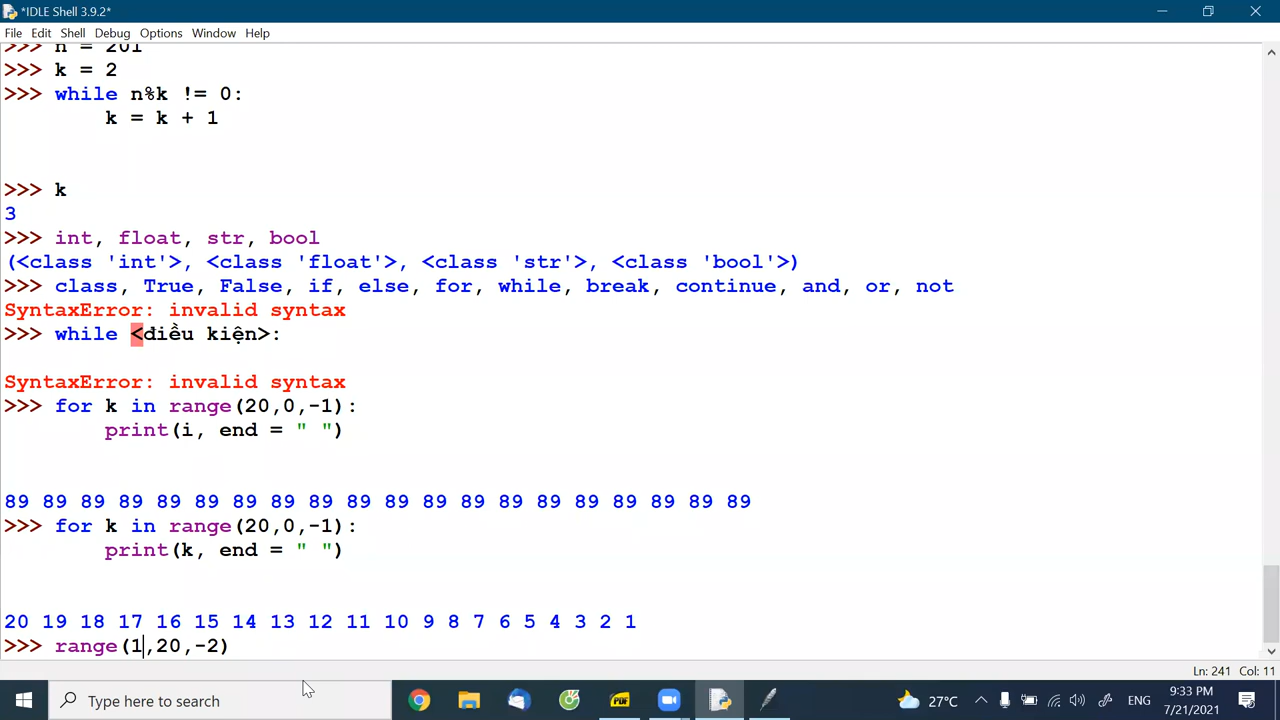 *IDLE Shell 3.9.2*
File Edit Shell Debug Options Window Help
>>> n = 201
>>> k = 2
>>> while n%k != 0:
k = k + 1
>>> k
3
>>> int, float, str, bool
(<class 'int'>, <class 'float'>, <class 'str'>, <class 'bool'>)
>>> class, True, False, if, else, for, while, break, continue, and, or, not
SyntaxError: invalid syntax
>>> while <điều kiện>:
SyntaxError: invalid syntax
>>> for k in range(20,0,-1):
print(i, end = " ")
89 89 89 89 89 89 89 89 89 89 89 89 89 89 89 89 89 89 89 89
>>> for k in range(20,0,-1):
print(k, end = " ")
20 19 18 17 16 15 14 13 12 11 10 9 8 7 6 5 4 3 2 1
>>> range(1,20,-2)
Ln: 241 Col: 11
Type here to search
PDF
27°C
ENG
9:33 PM
7/21/2021